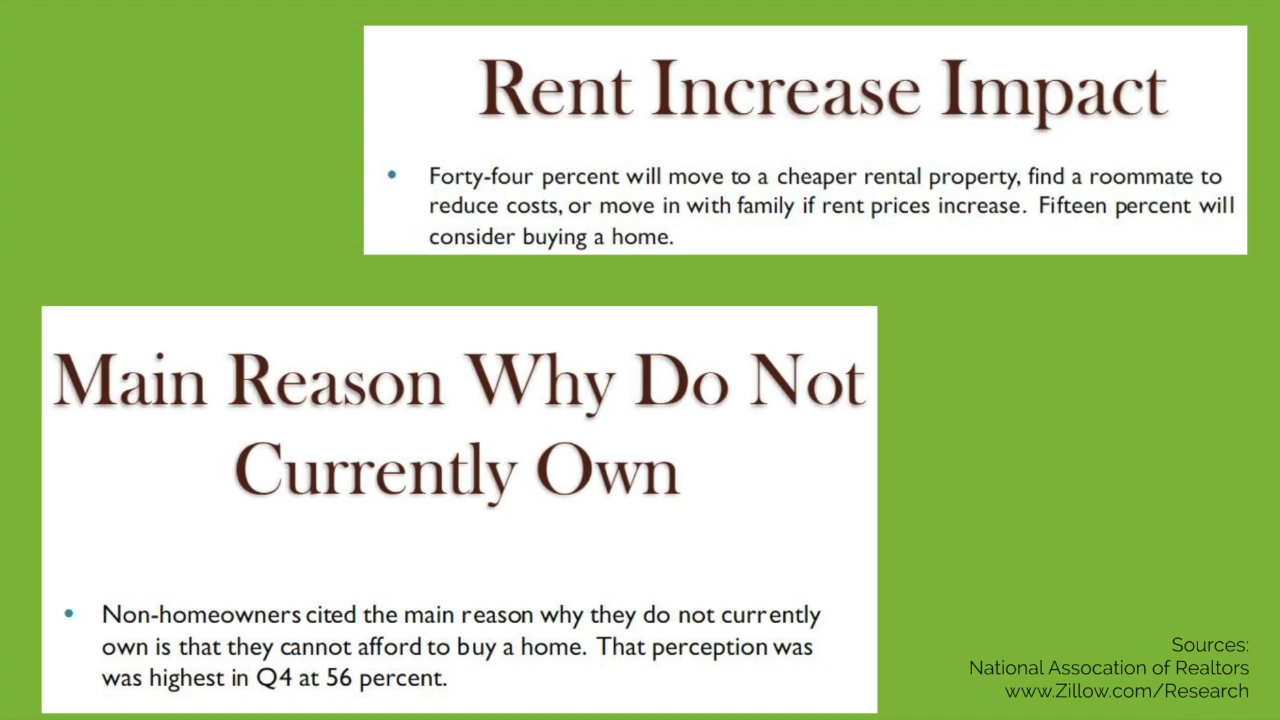 Rent Increase Impact
• Forty-four percent will move to a cheaper rental property, find a roommate to
reduce costs, or move in with family if rent prices increase. Fifteen percent will
consider buying a home.
Main Reason Why Do Not
Currently Own
• Non-homeowners cited the main reason why they do not currently
own is that they cannot afford to buy a home. That perception was
was highest in Q4 at 56 percent.
Sources:
National Assocation of Realtors
www.Zillow.com/Research